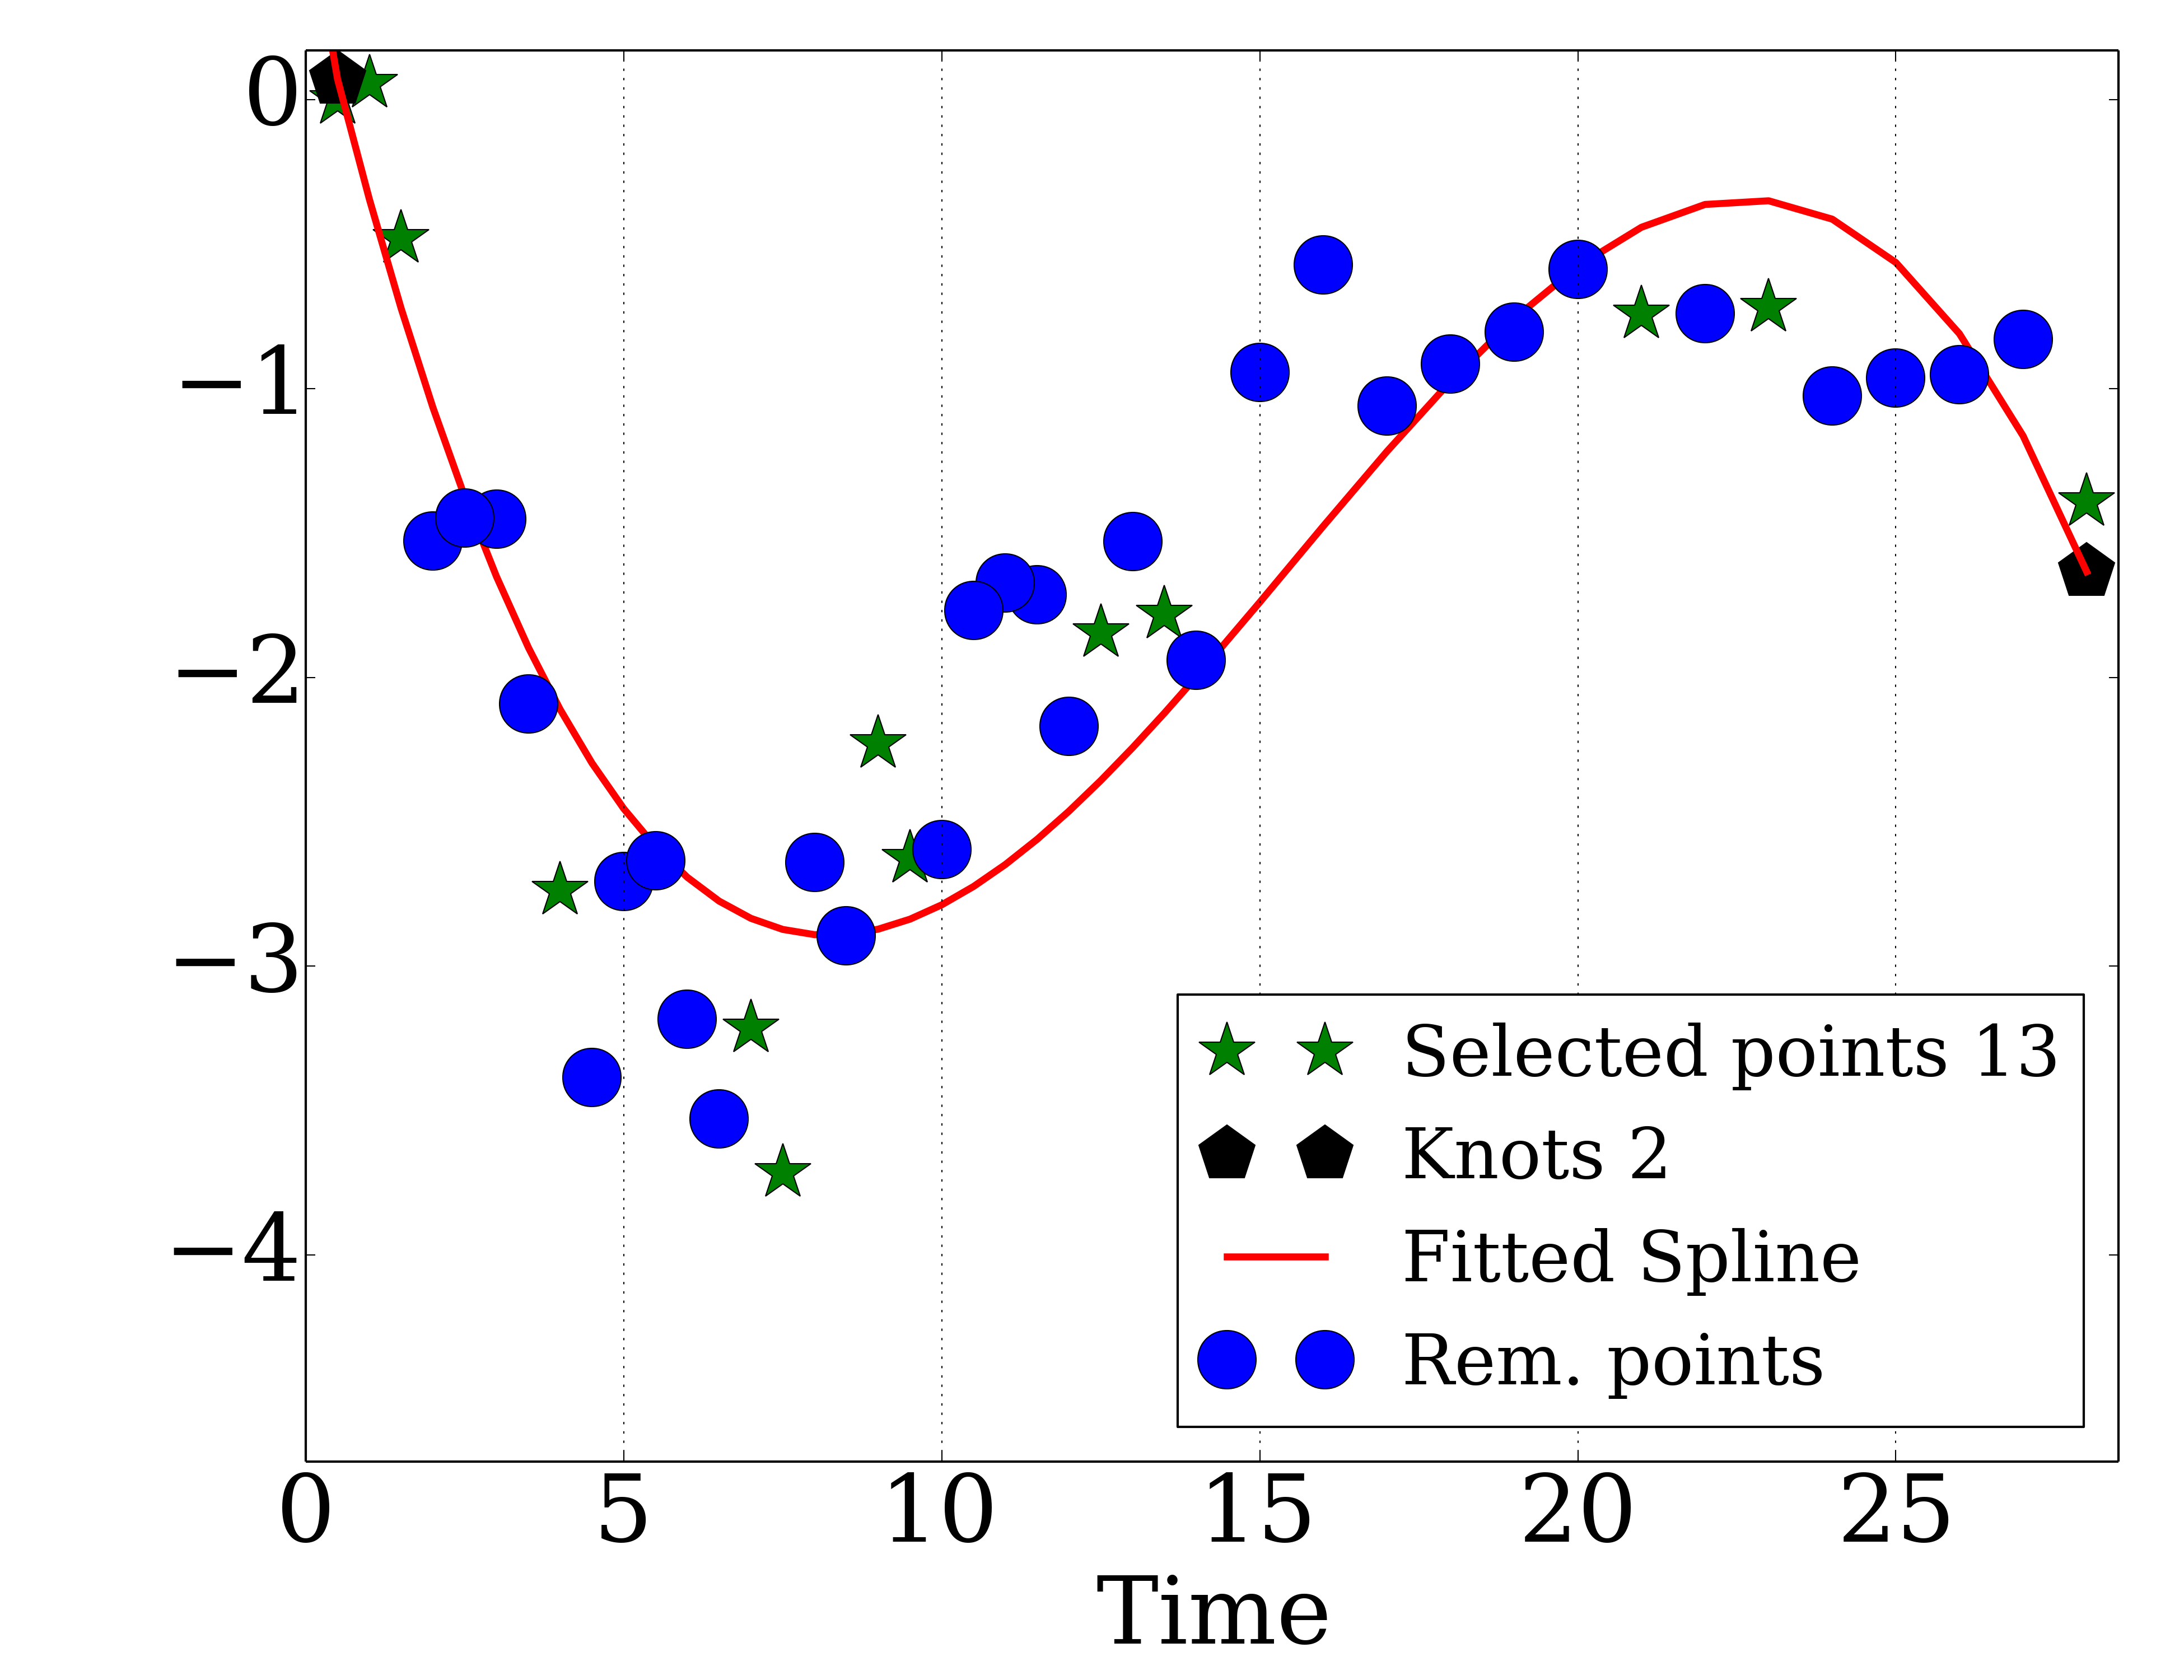 0
−1
−2
−3
−4
Selected points 13
Knots 2
Fitted Spline
Rem. points
0 5 10 15 20 25
Time